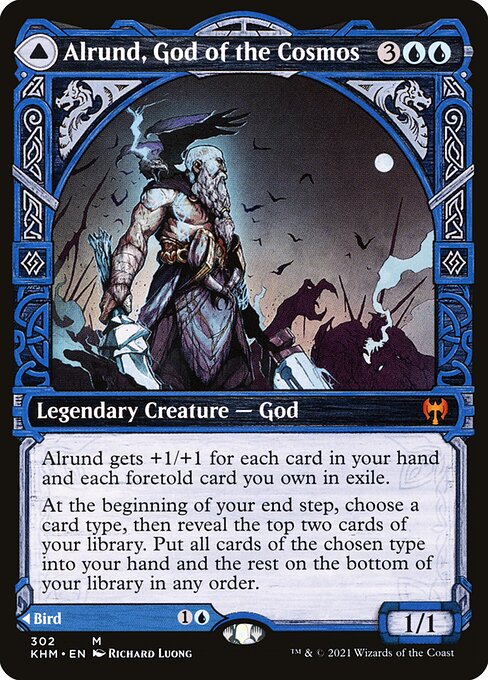 Alrund, God of the Cosmos 3
Legendary Creature — God
Alrund gets +1/+1 for each card in your hand
and each foretold card you own in exile.
At the beginning of your end step, choose a
card type, then reveal the top two cards of
your library. Put all cards of the chosen type
into your hand and the rest on the bottom of
your library in any order.
Bird 1
1/1
302 M
KHM • EN Richard Luong
™ & © 2021 Wizards of the Coast